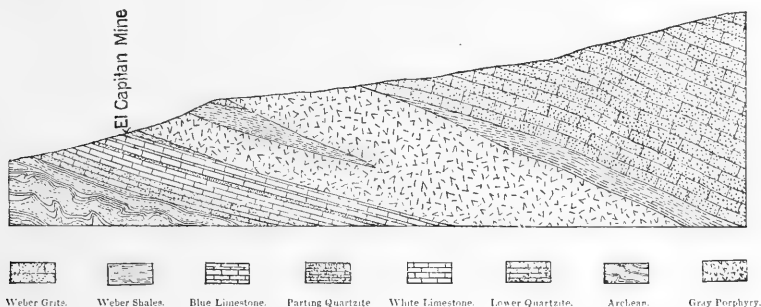 El Capitan Mine
Weber Grits. Weber Shales. Blue Limestone. Parting Quartzite White Limestone. Lower Quartzite. Archean. Gray Porphyry.